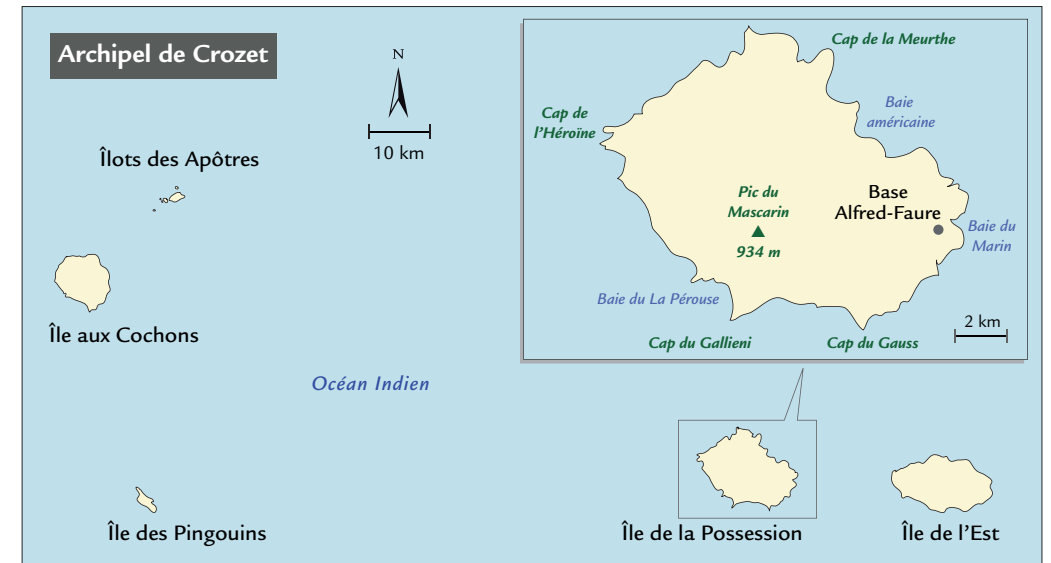 Archipel de Crozet
N
10 km
Îlots des Apôtres
Île aux Cochons
Océan Indien
Île des Pingouins
Île de la Possession
Île de l'Est
Cap de la Meurthe
Baie
américaine
Cap de
l'Héroïne
Pic du
Mascarin
934 m
Base
Alfred-Faure
Baie du
Marin
Baie du La Pérouse
Cap du Gallieni
Cap du Gauss
2 km